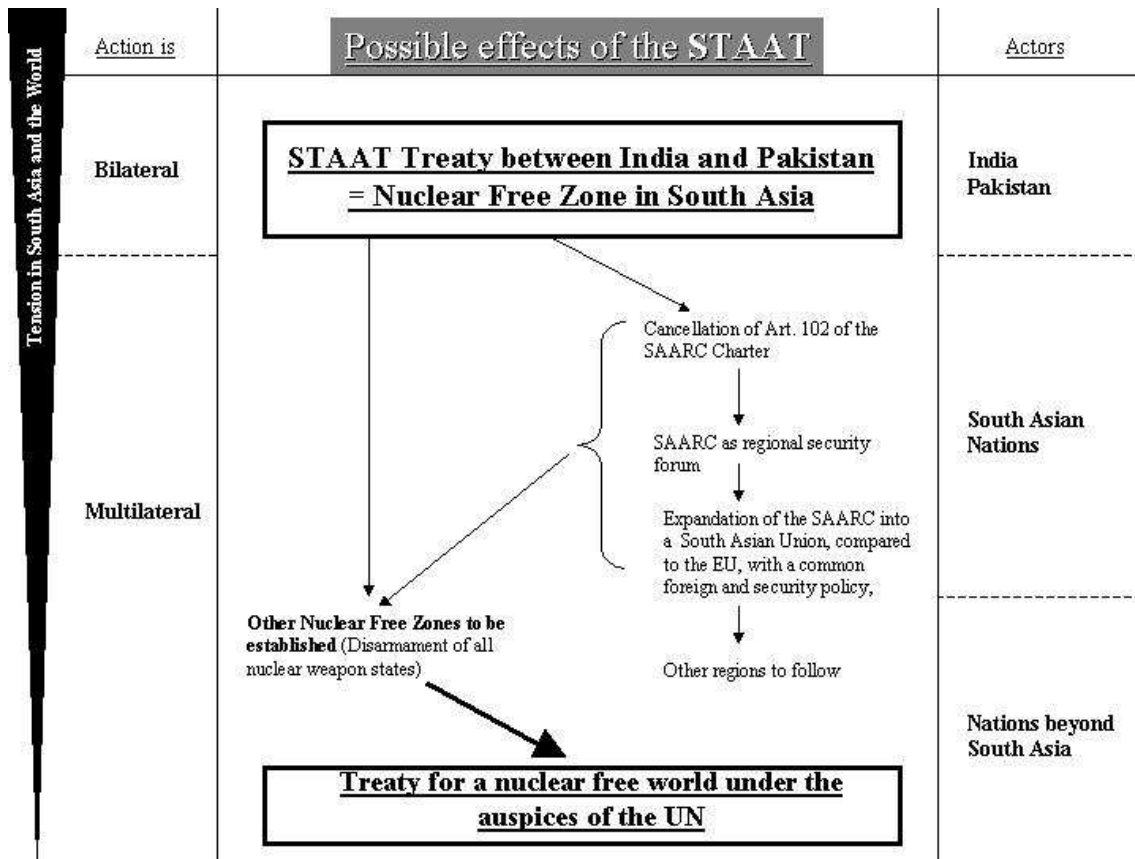 Action is
Possible effects of the STAAT
Actors
Tension in South Asia and the World
Bilateral
STAAT Treaty between India and Pakistan
= Nuclear Free Zone in South Asia
India
Pakistan
Cancellation of Art. 102 of the
SAARC Charter
SAARC as regional security
forum
South Asian
Nations
Multilateral
Expandation of the SAARC into
a South Asian Union, compared
to the EU, with a common
foreign and security policy,
Other Nuclear Free Zones to be
established (Disarmament of all
nuclear weapon states)
Other regions to follow
Nations beyond
South Asia
Treaty for a nuclear free world under the
auspices of the UN